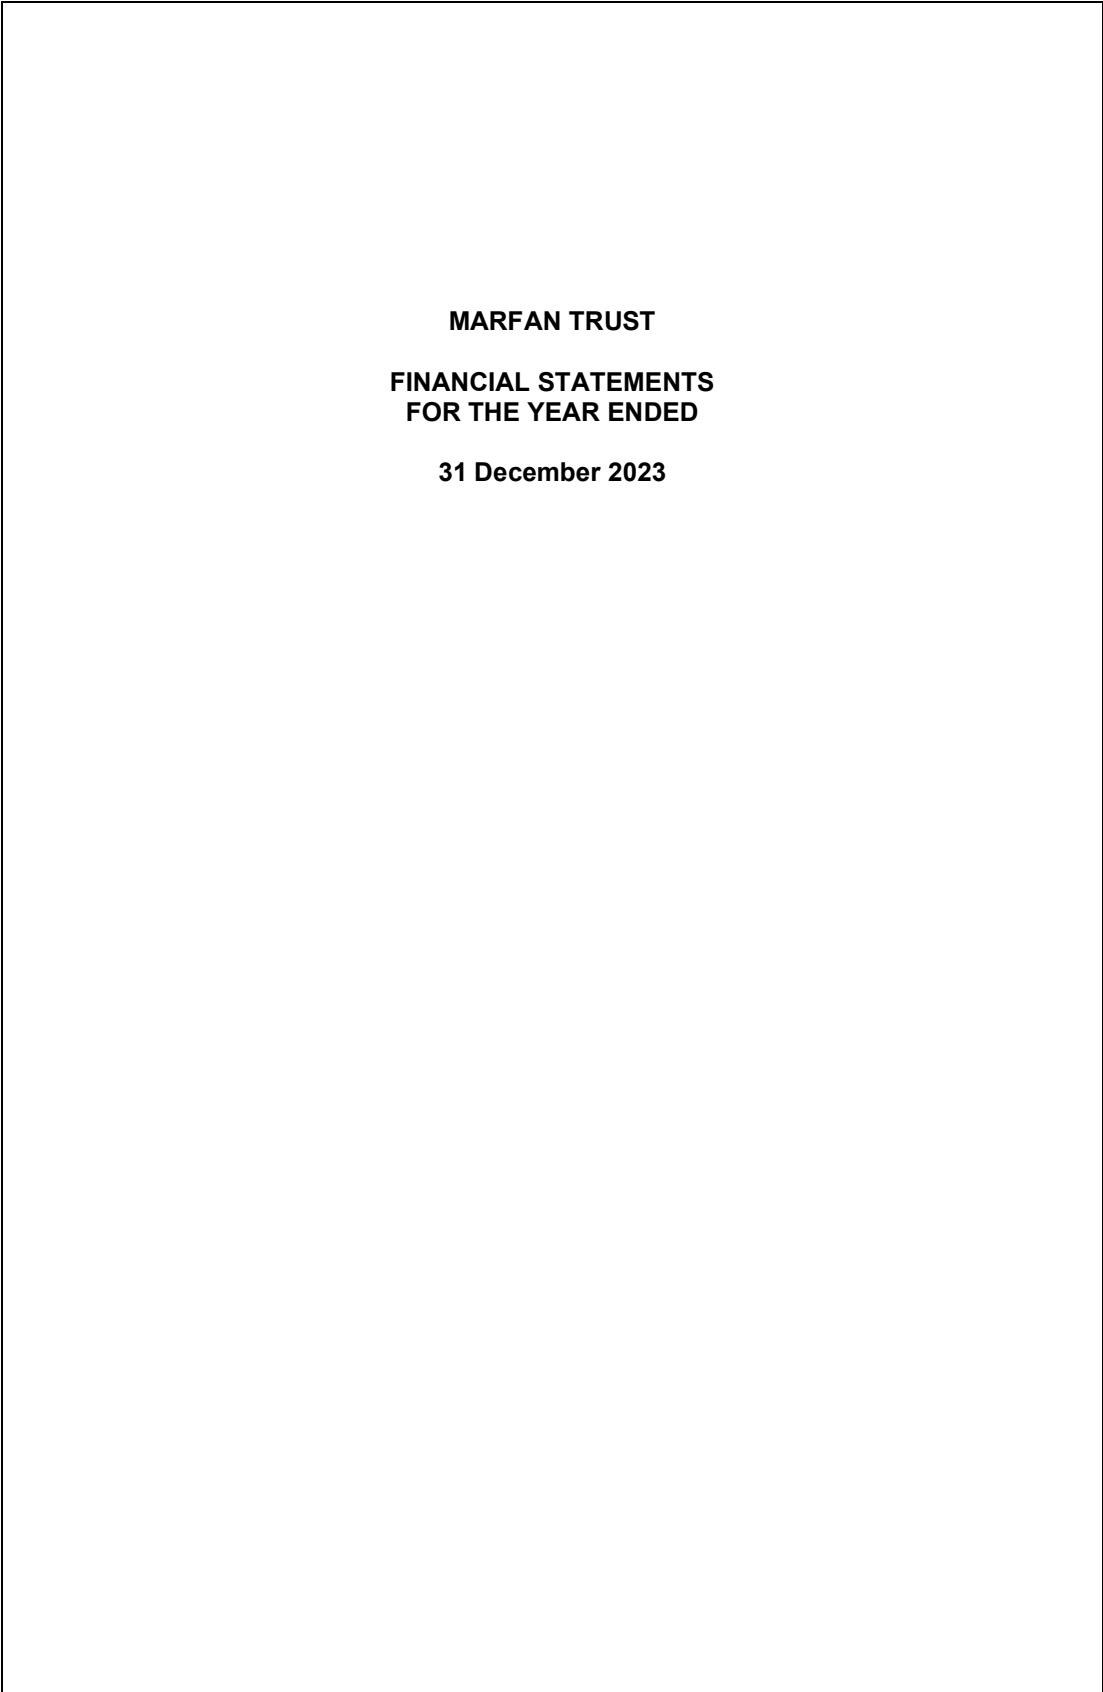 MARFAN TRUST
FINANCIAL STATEMENTS
FOR THE YEAR ENDED
31 December 2023